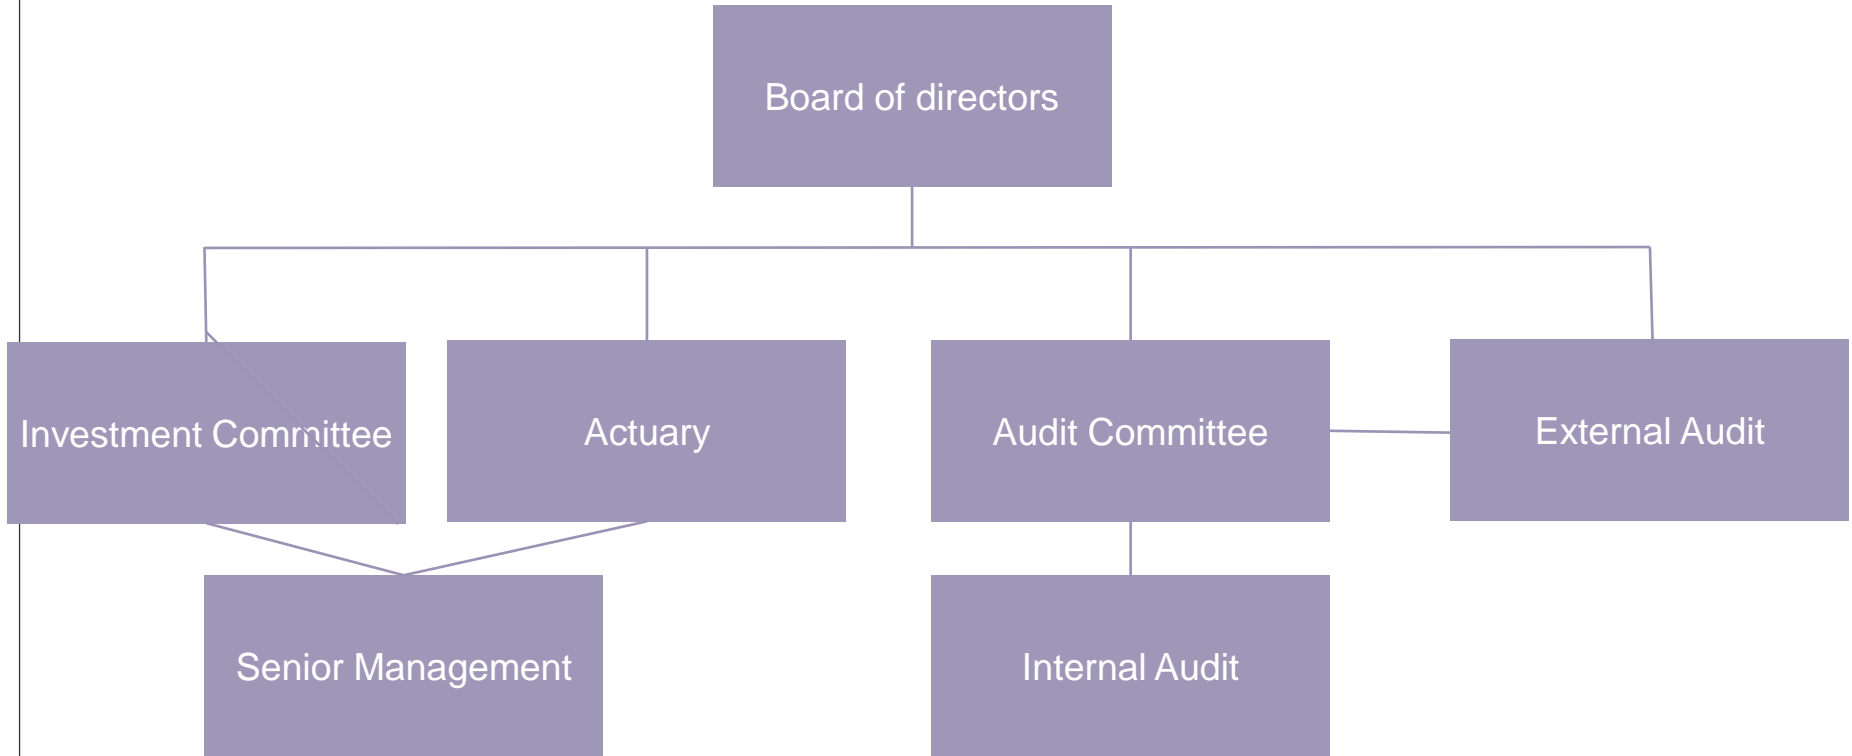 Board of directors
Investment Committee
Actuary
Audit Committee
External Audit
Senior Management
Internal Audit